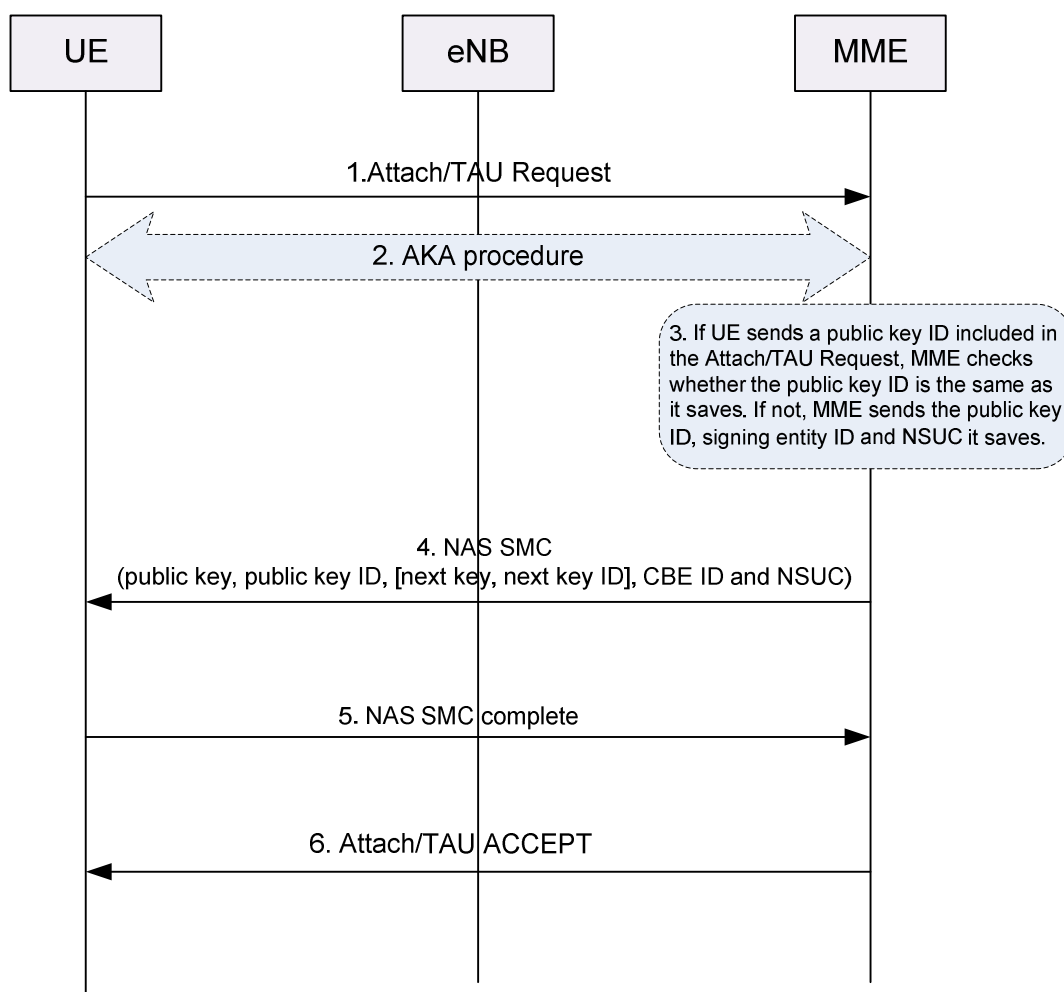 UE
eNB
MME
1.Attach/TAU Request
2. AKA procedure
3. If UE sends a public key ID included in
the Attach/TAU Request, MME checks
whether the public key ID is the same as
it saves. If not, MME sends the public key
ID, signing entity ID and NSUC it saves.
4. NAS SMC
(public key, public key ID, [next key, next key ID], CBE ID and NSUC)
5. NAS SMC complete
6. Attach/TAU ACCEPT